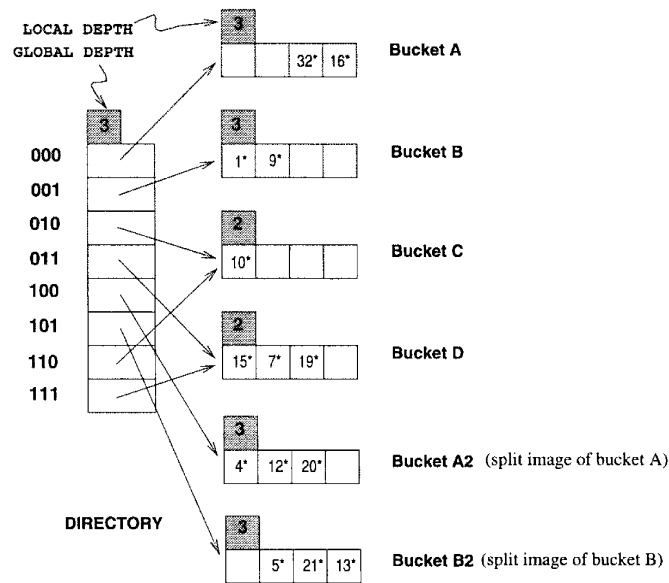 LOCAL DEPTH
GLOBAL DEPTH
3
3
32* 16*
Bucket A
000
001
010
011
100
101
110
111
DIRECTORY
3
1* 9*
Bucket B
2
10*
Bucket C
2
15* 7* 19*
Bucket D
3
4* 12* 20*
Bucket A2 (split image of bucket A)
3
5* 21* 13*
Bucket B2 (split image of bucket B)